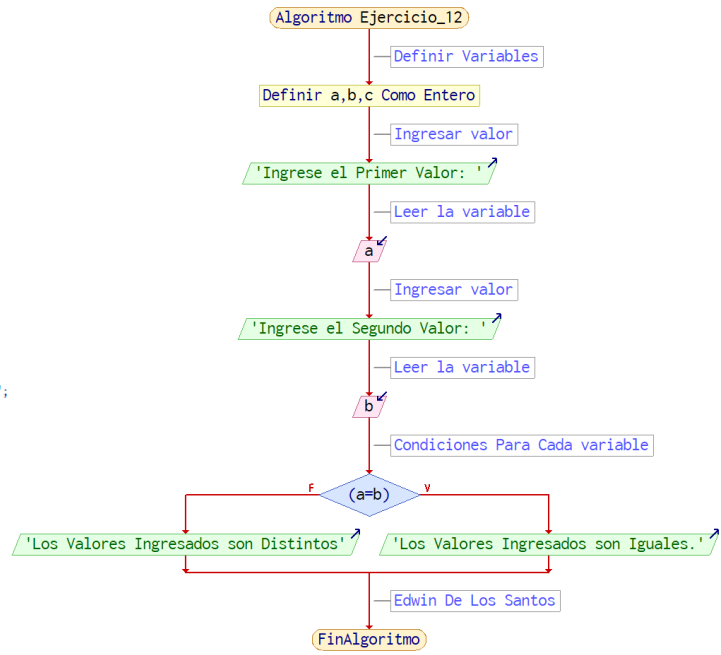 Algoritmo Ejercicio_12
Definir Variables
Definir a,b,c Como Entero
Ingresar valor
'Ingrese el Primer Valor: '
Leer la variable
a
Ingresar valor
'Ingrese el Segundo Valor: '
Leer la variable
';
b
Condiciones Para Cada variable
F
V
(a=b)
'Los Valores Ingresados son Distintos'
'Los Valores Ingresados son Iguales.'
Edwin De Los Santos
FinAlgoritmo